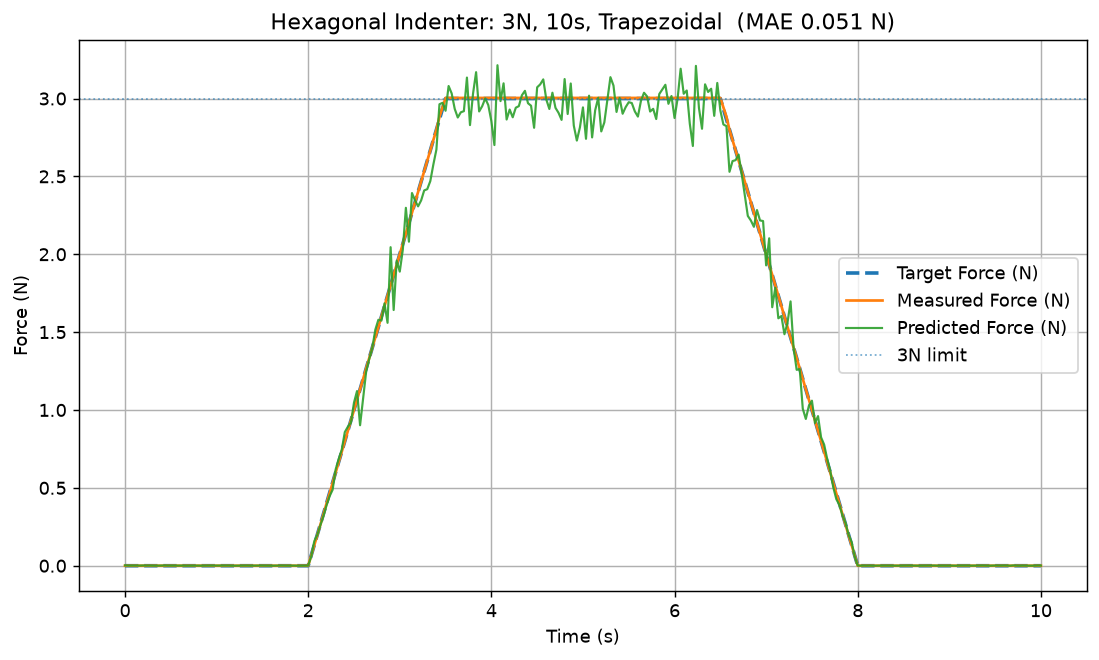 Hexagonal Indenter: 3N, 10s, Trapezoidal  (MAE 0.051 N)
Force (N)
3.0
2.5
2.0
1.5
1.0
0.5
0.0
Target Force (N)
Measured Force (N)
Predicted Force (N)
3N limit
0 2 4 6 8 10
Time (s)